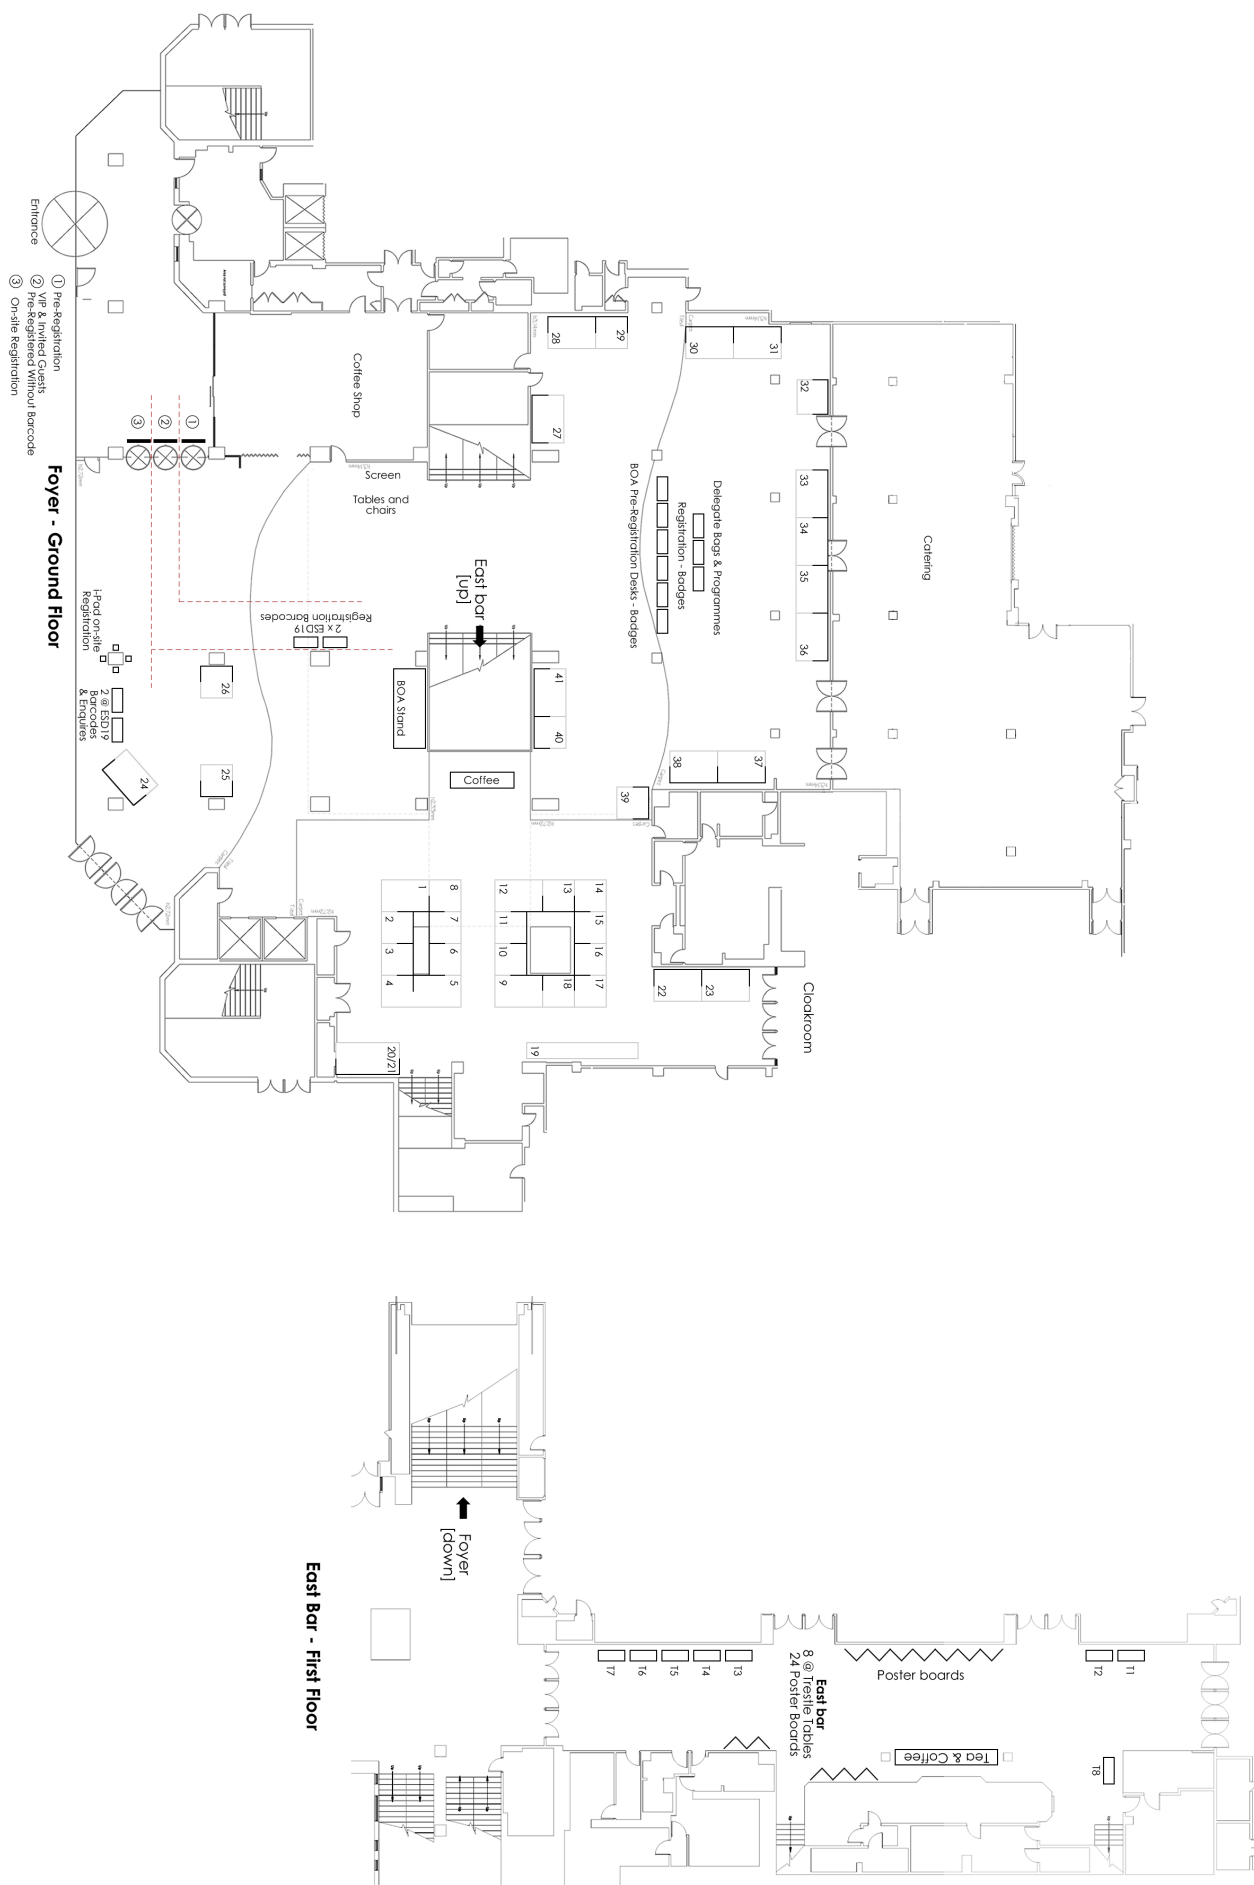 Entrance
1 Pre-Registration
2 VIP & Invited Guests
Pre-Registered Without Barcode
3 On-site Registration
Foyer - Ground Floor
Coffee Shop
1
2
3
Screen
Tables and
chairs
28
29
27
30
31
32
33
34
35
36
Catering
Delegate Bags & Programmes
Registration - Badges
BOA Pre-Registration Desks - Badges
East bar
[up]
2 x ESD19
Registration Barcodes
i-Pad on-site
Registration
2 @ ESD19
Barcodes
& Enquires
26
25
24
BOA Stand
41
40
Coffee
38
37
39
1
8
2
7
3
6
4
5
12
13
14
11
15
10
16
9
18
17
22
23
Cloakroom
19
20/21
Foyer
[down]
East Bar - First Floor
T7
T6
T5
T4
T3
East bar
8 @ Trestle Tables
24 Poster Boards
Poster boards
T2
T1
Tea & Coffee
T8